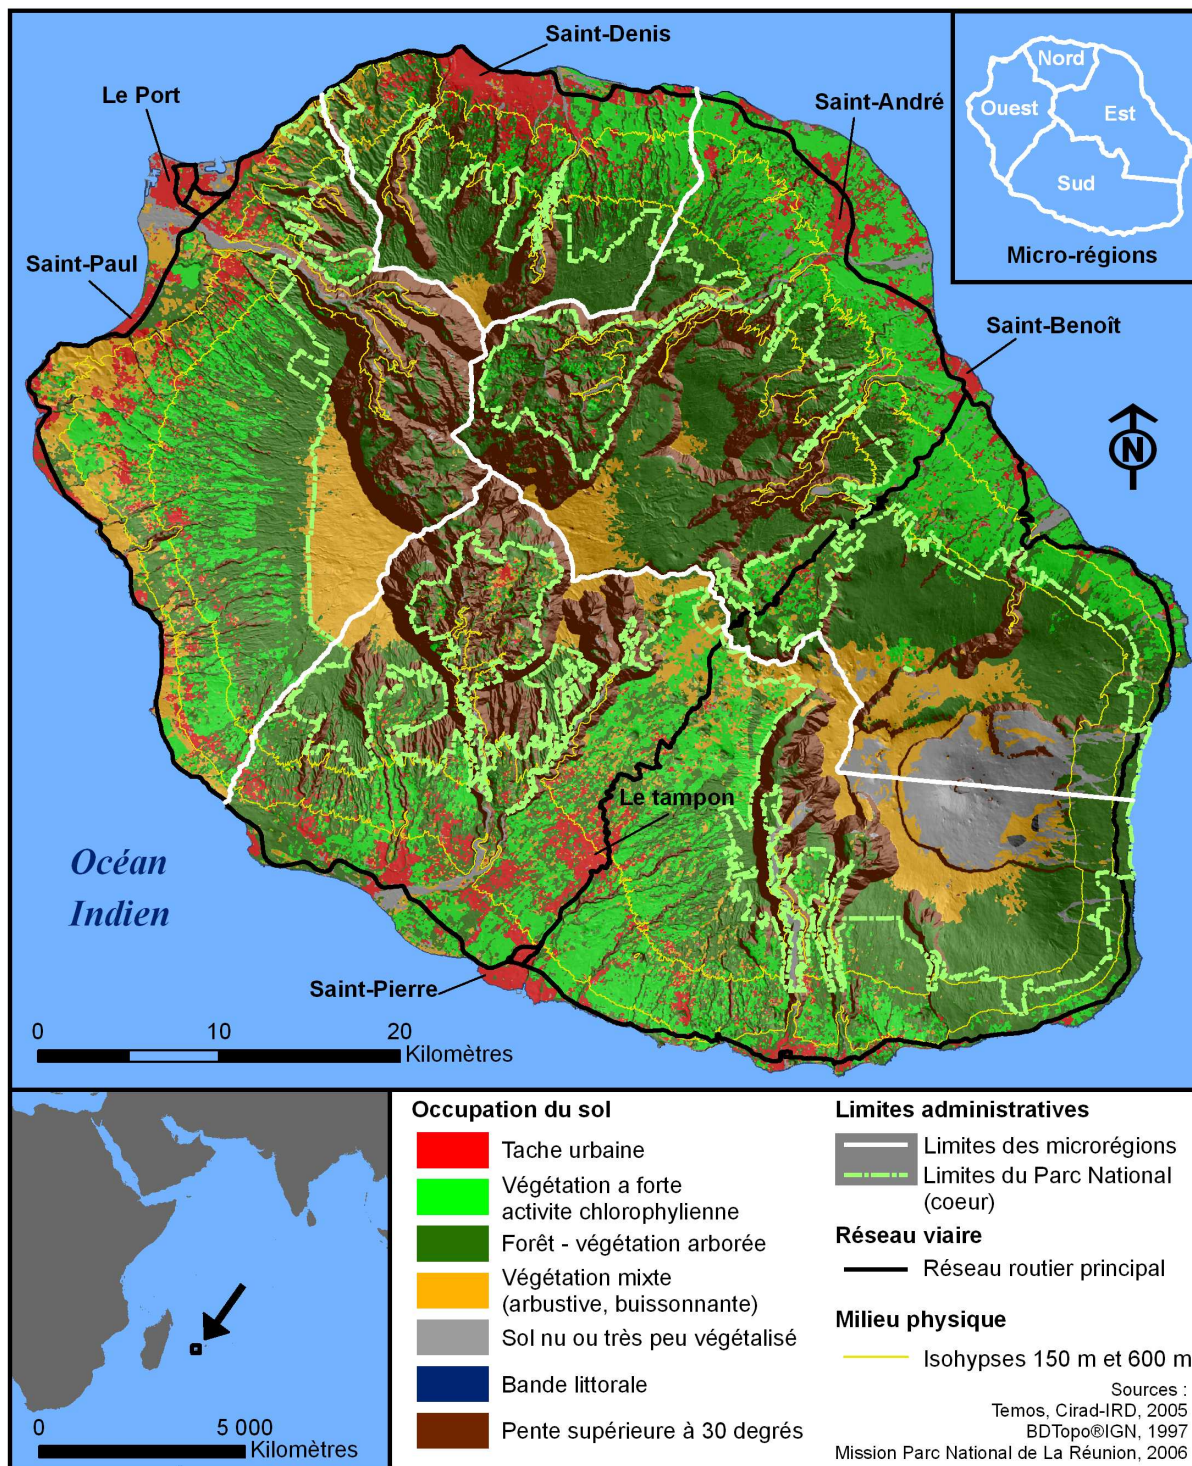 Saint-Denis
Le Port
Saint-André
Saint-Paul
Saint-Benoît
Nord
Ouest
Est
Sud
Micro-régions
N
Le tampon
Océan
Indien
Saint-Pierre
0 10 20
Kilomètres
0 5 000
Kilomètres
Occupation du sol
Tache urbaine
Végétation a forte
activite chlorophylienne
Forêt - végétation arborée
Végétation mixte
(arbustive, buissonnante)
Sol nu ou très peu végétalisé
Bande littorale
Pente supérieure à 30 degrés
Limites administratives
Limites des microrégions
Limites du Parc National
(coeur)
Réseau viaire
Réseau routier principal
Milieu physique
Isohypses 150 m et 600 m
Sources :
Temos, Cirad-IRD, 2005
BDTopo®IGN, 1997
Mission Parc National de La Réunion, 2006